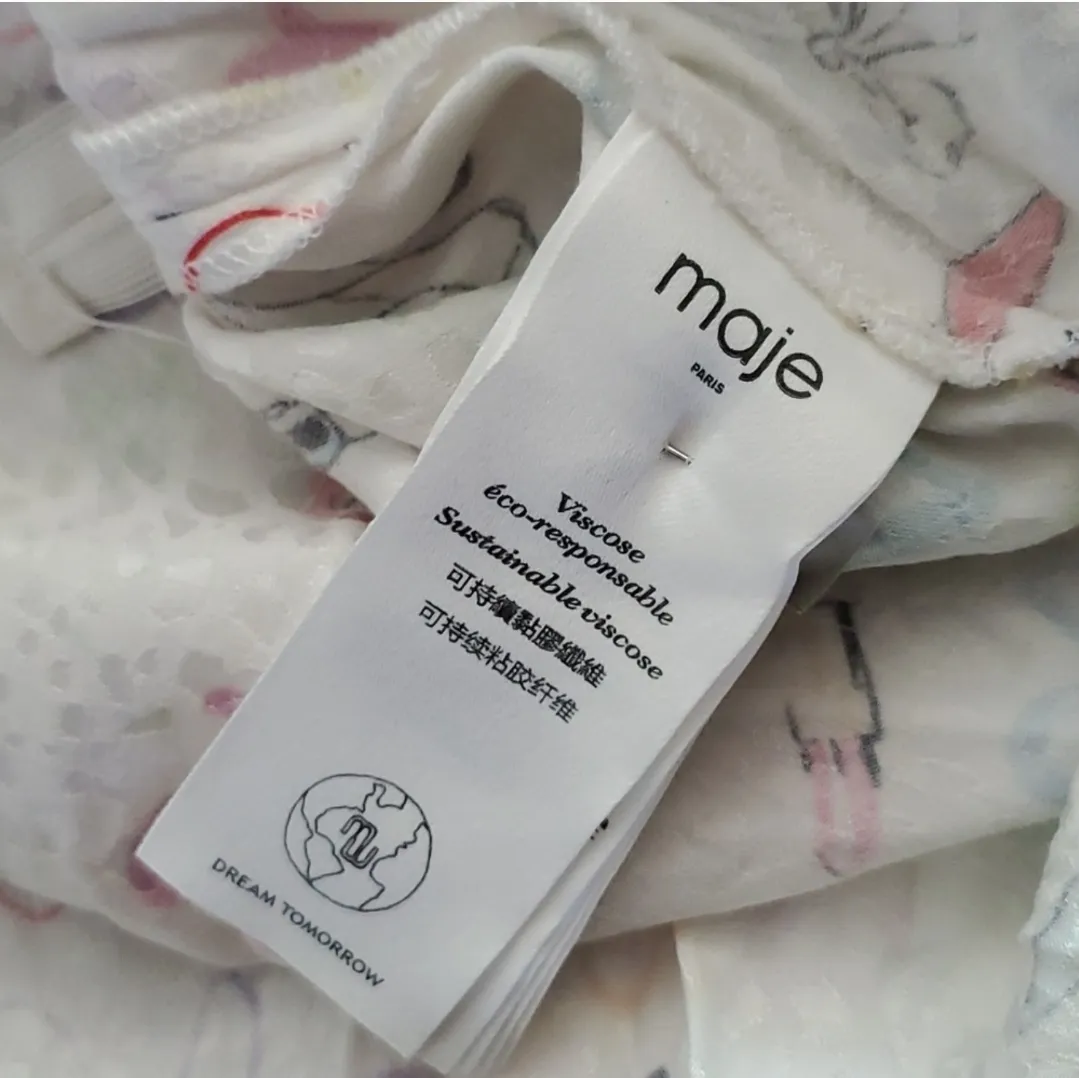 maje
PARIS
Viscose
éco-responsable
Sustainable viscose
可持續黏膠纖維
可持续粘胶纤维
DREAM TOMORROW